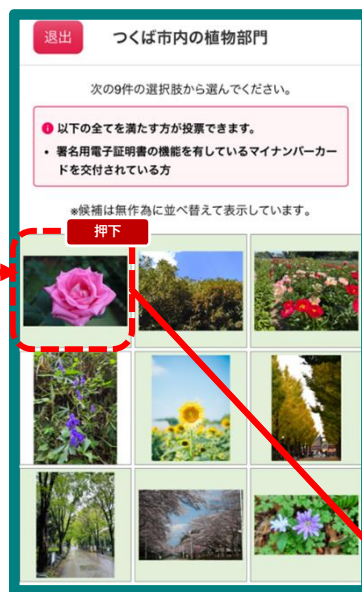 退出
つくば市内の植物部門
次の9件の選択肢から選んでください。
以下の全てを満たす方が投票できます。
・ 署名用電子証明書の機能を有しているマイナンバーカー
ドを交付されている方
※候補は無作為に並べ替えて表示しています。
押下